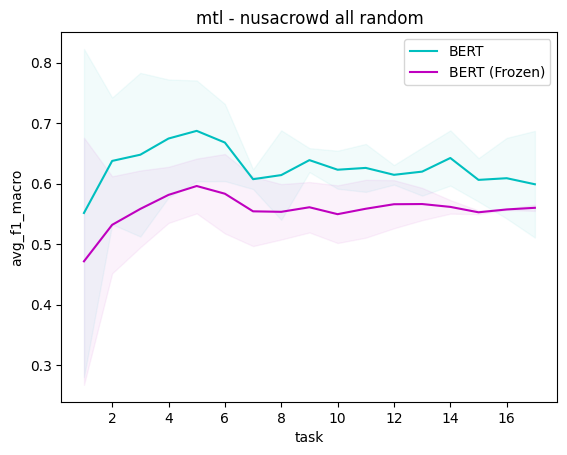 mtl - nusacrowd all random
BERT
BERT (Frozen)
avg_f1_macro
0.8
0.7
0.6
0.5
0.4
0.3
2 4 6 8 10 12 14 16
task